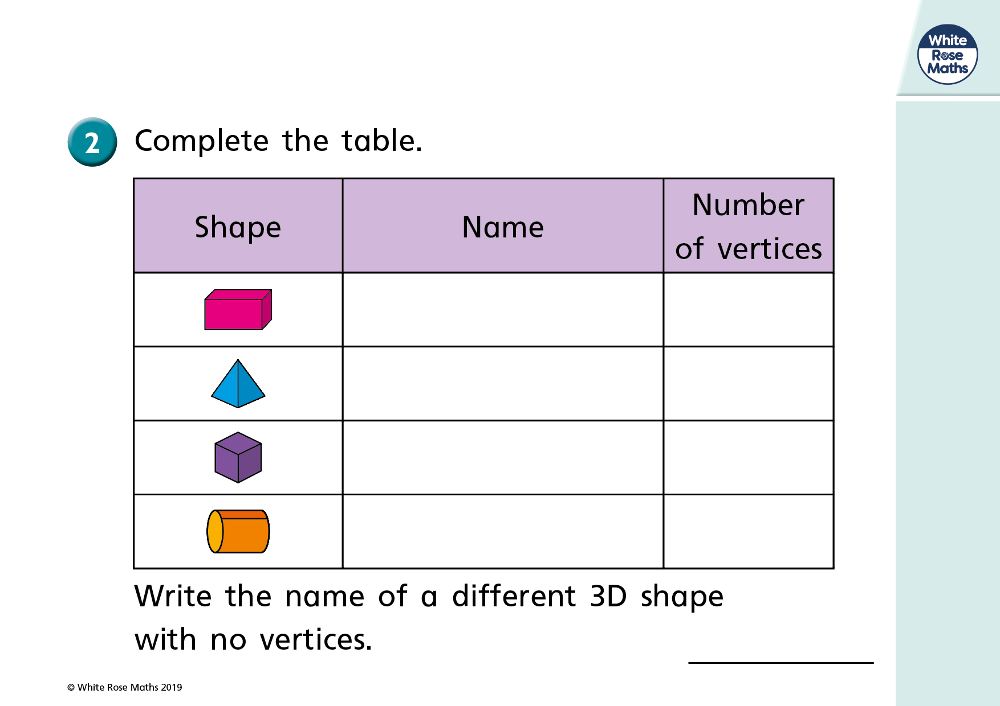 White
Rose
Maths
2 Complete the table.
Shape Name Number
of vertices
Write the name of a different 3D shape
with no vertices.
© White Rose Maths 2019